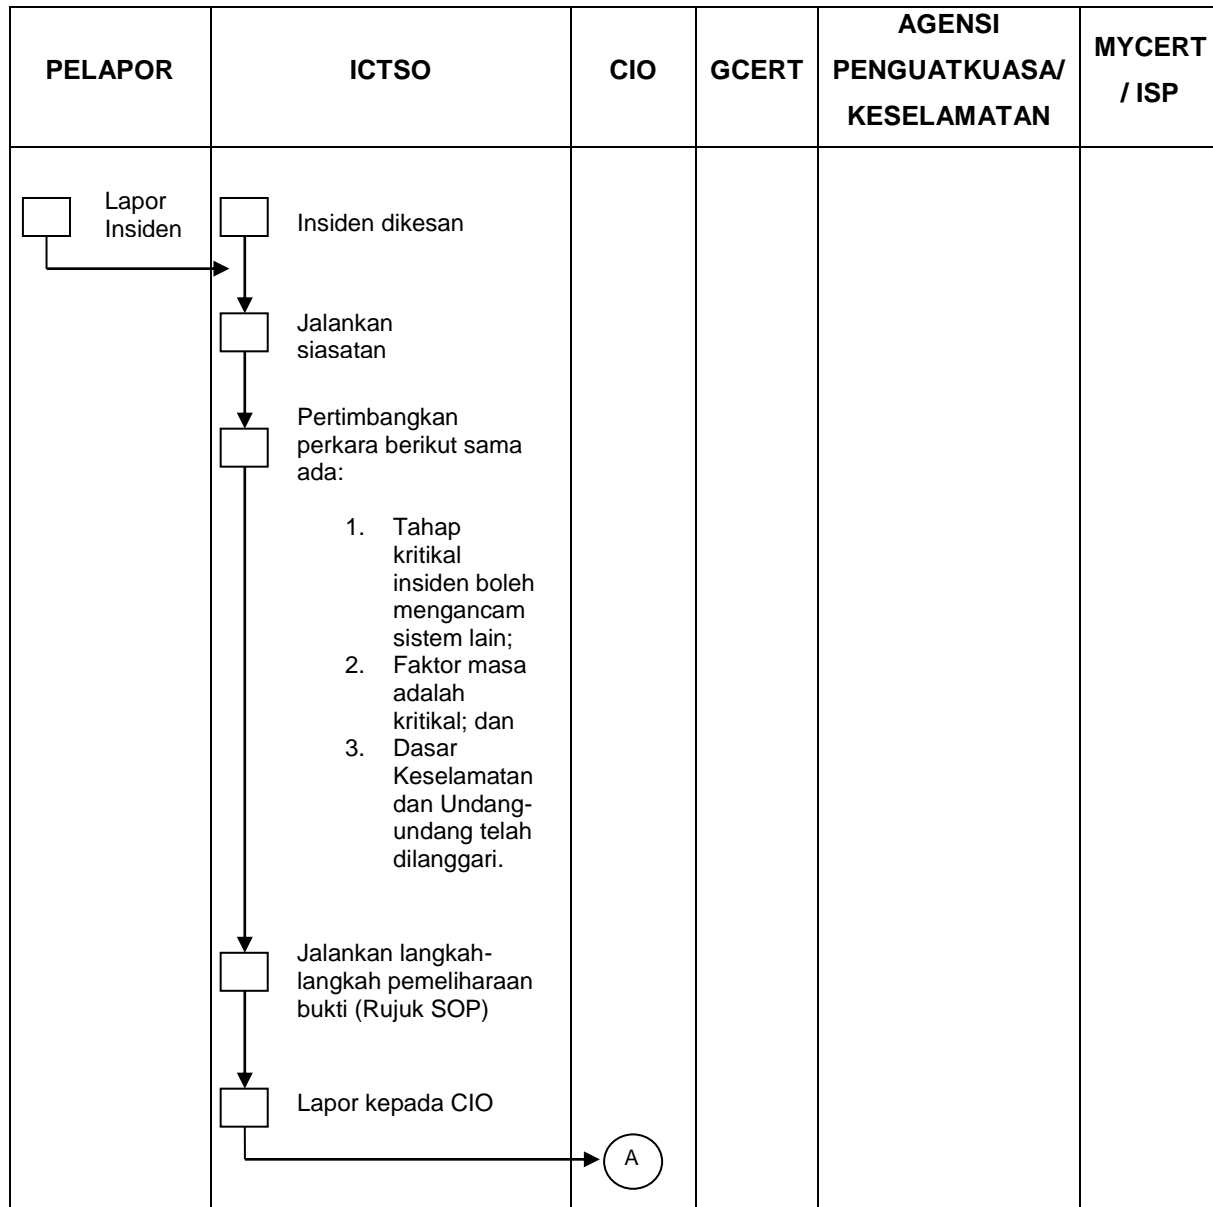 PELAPOR
ICTSO
CIO
GCERT
AGENSI
PENGUATKUASA/
KESELAMATAN
MYCERT
/ ISP
Lapor
Insiden
Insiden dikesan
Jalankan
siasatan
Pertimbangkan
perkara berikut sama
ada:
1. Tahap
kritikal
insiden boleh
mengancam
sistem lain;
2. Faktor masa
adalah
kritikal; dan
3. Dasar
Keselamatan
dan Undang-
undang telah
dilanggari.
Jalankan langkah-
langkah pemeliharaan
bukti (Rujuk SOP)
Lapor kepada CIO
A